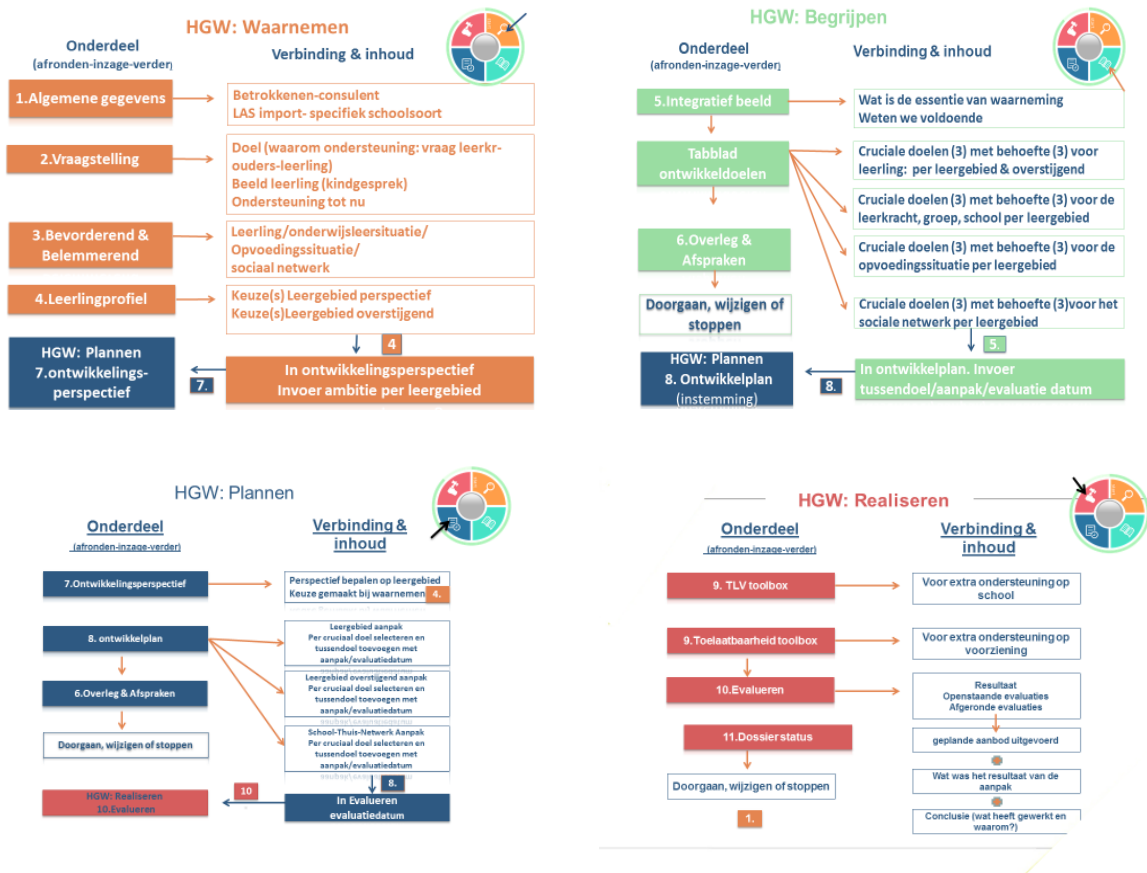 HGW: Waarnemen
Onderdeel
(afronden-inzage-verder)
Verbinding & inhoud
1.Algemene gegevens
Betrokkenen-consulent
LAS import- specifiek schoolsoort
2.Vraagstelling
Doel (waarom ondersteuning: vraag leerkr-
ouders-leerling)
Beeld leerling (kindgesprek)
Ondersteuning tot nu
3.Bevorderend &
Belemmerend
Leerling/onderwijsleersituatie/
Opvoedingssituatie/
sociaal netwerk
4.Leerlingprofiel
Keuze(s) Leergebied perspectief
Keuze(s)Leergebied overstijgend
4
HGW: Plannen
7.ontwikkelings-
perspectief
7.
In ontwikkelingsperspectief
Invoer ambitie per leergebied
HGW: Begrijpen
Onderdeel
(afronden-inzage-verder)
Verbinding & inhoud
5.Integratief beeld
Wat is de essentie van waarneming
Weten we voldoende
Tabblad
ontwikkeldoelen
Cruciale doelen (3) met behoefte (3) voor
leerling: per leergebied & overstijgend
Cruciale doelen (3) met behoefte (3) voor de
leerkracht, groep, school per leergebied
6.Overleg &
Afspraken
Cruciale doelen (3) met behoefte (3) voor de
opvoedingssituatie per leergebied
Doorgaan, wijzigen of
stoppen
Cruciale doelen (3) met behoefte (3)voor het
sociale netwerk per leergebied
5.
HGW: Plannen
8. Ontwikkelplan
(instemming)
8.
In ontwikkelplan. Invoer
tussendoel/aanpak/evaluatie datum
HGW: Plannen
Onderdeel
(afronden-inzage-verder)
Verbinding &
inhoud
7.Ontwikkelingsperspectief
Perspectief bepalen op leergebied
Keuze gemaakt bij waarnemen
4.
8. ontwikkelplan
Leergebied aanpak
Per cruciaal doel selecteren en
tussendoel toevoegen met
aanpak/evaluatiedatum
6.Overleg & Afspraken
Leergebied overstijgend aanpak
Per cruciaal doel selecteren en
tussendoel toevoegen met
aanpak/evaluatiedatum
Doorgaan, wijzigen of stoppen
School-Thuis-Netwerk Aanpak
Per cruciaal doel selecteren en
tussendoel toevoegen met
aanpak/evaluatiedatum
8.
HGW: Realiseren
10.Evalueren
10
In Evalueren
evaluatiedatum
HGW: Realiseren
Onderdeel
(afronden-inzage-verder)
Verbinding &
inhoud
9. TLV toolbox
Voor extra ondersteuning op
school
9.Toelaatbaarheid toolbox
Voor extra ondersteuning op
voorziening
10.Evalueren
Resultaat
Openstaande evaluaties
Afgeronde evaluaties
11.Dossier status
geplande aanbod uitgevoerd
Doorgaan, wijzigen of stoppen
Wat was het resultaat van de
aanpak
1.
Conclusie (wat heeft gewerkt en
waarom?)